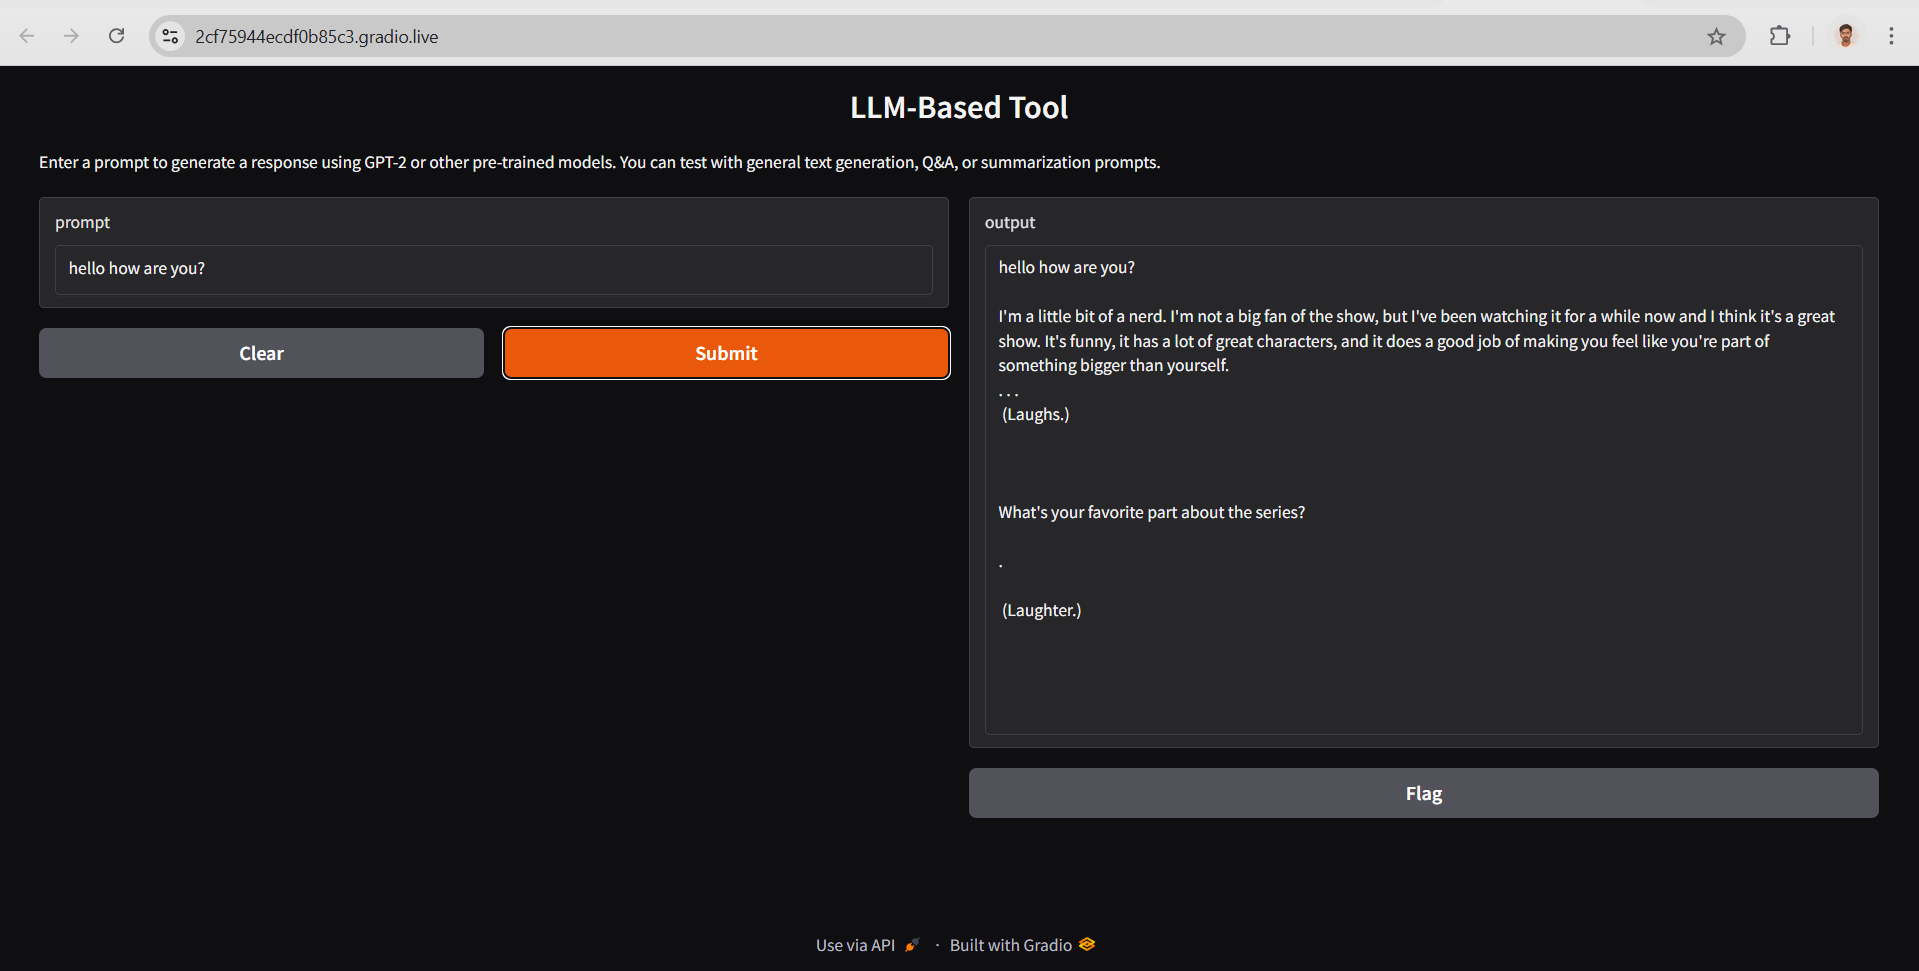 2cf75944ecdf0b85c3.gradio.live
LLM-Based Tool
Enter a prompt to generate a response using GPT-2 or other pre-trained models. You can test with general text generation, Q&A, or summarization prompts.
prompt
hello how are you?
Clear
Submit
output
hello how are you?
I'm a little bit of a nerd. I'm not a big fan of the show, but I've been watching it for a while now and I think it's a great
show. It's funny, it has a lot of great characters, and it does a good job of making you feel like you're part of
something bigger than yourself.
. . .
(Laughs.)
What's your favorite part about the series?
.
(Laughter.)
Flag
Use via API · Built with Gradio